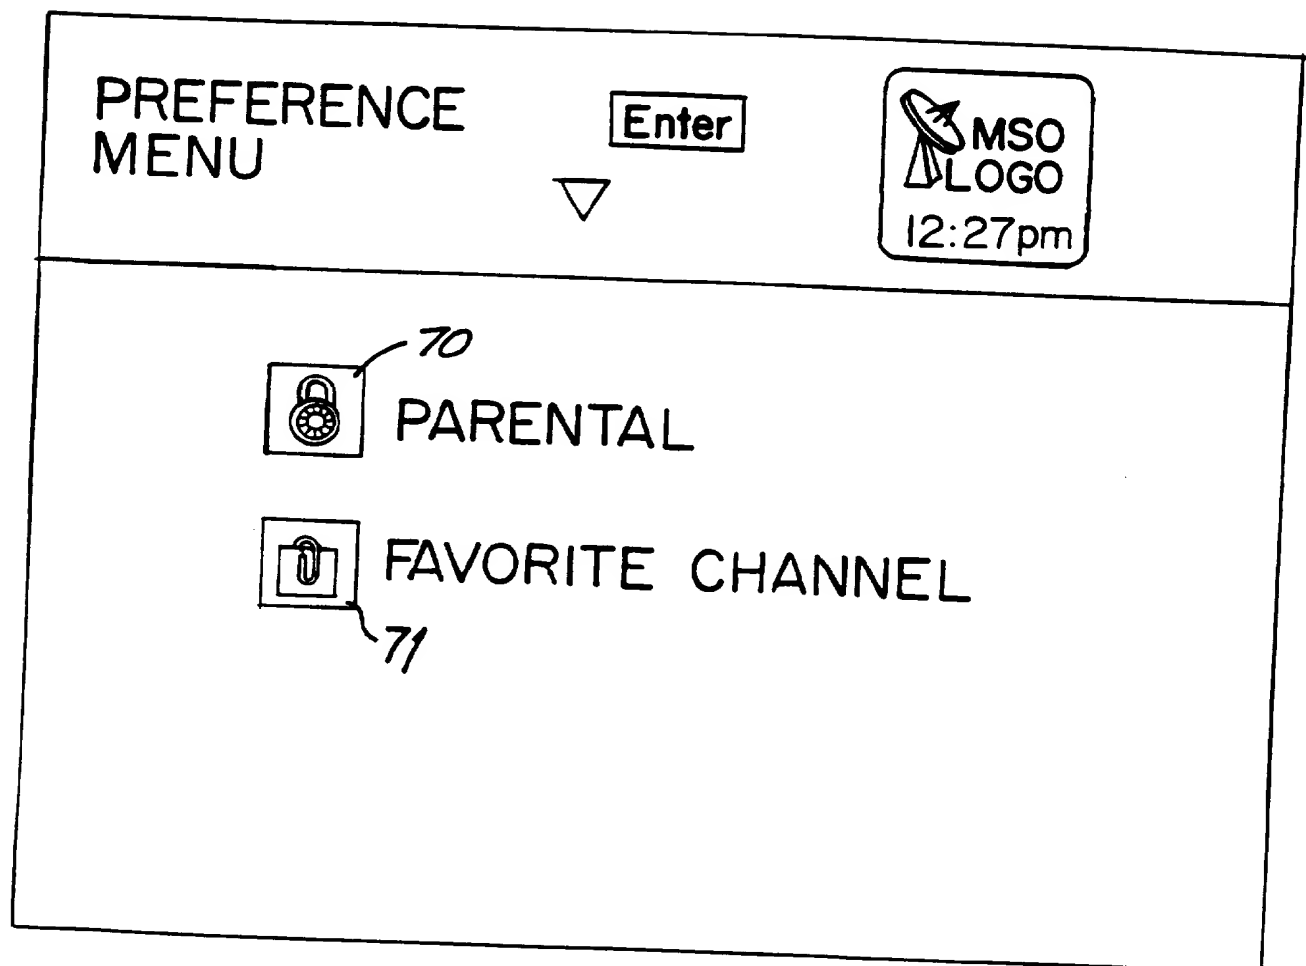 PREFERENCE
MENU
Enter
MSO
LOGO
12:27pm
70
PARENTAL
FAVORITE CHANNEL
71